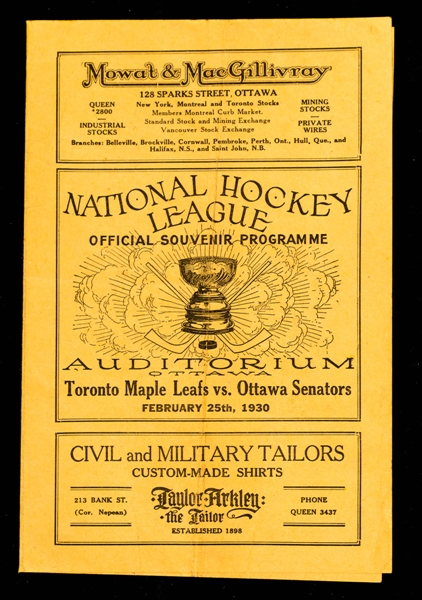 Mowat & MacGillivray
128 SPARKS STREET, OTTAWA
QUEEN
*2800
INDUSTRIAL
STOCKS
New York, Montreal and Toronto Stocks
Members Montreal Curb Market.
Standard Stock and Mining Exchange
Vancouver Stock Exchange
MINING
STOCKS
PRIVATE
WIRES
Branches: Belleville, Brockville, Cornwall, Pembroke, Perth, Ont., Hull, Que., and
Halifax, N.S., and Saint John, N.B.
NATIONAL HOCKEY
LEAGUE
OFFICIAL SOUVENIR PROGRAMME
AUDITORIUM
OTTAWA
Toronto Maple Leafs vs. Ottawa Senators
FEBRUARY 25th, 1930
CIVIL and MILITARY TAILORS
CUSTOM-MADE SHIRTS
213 BANK ST.
(Cor. Nepean)
Taylor-Arkley:
the Tailor
ESTABLISHED 1898
PHONE
QUEEN 3437